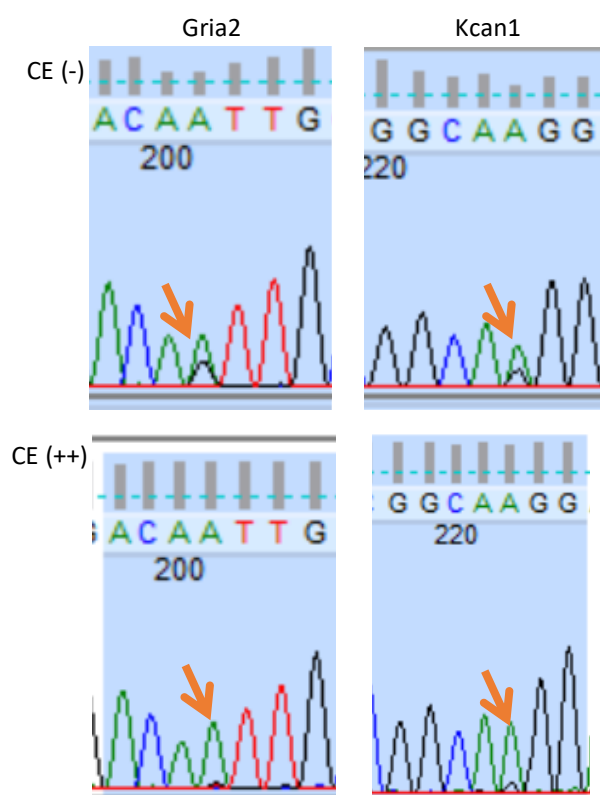 Gria2
Kcan1
CE (-)
ACAATTG
200
GGCAAGG
220
CE (++)
ACAATTG
200
GGCAAGG
220